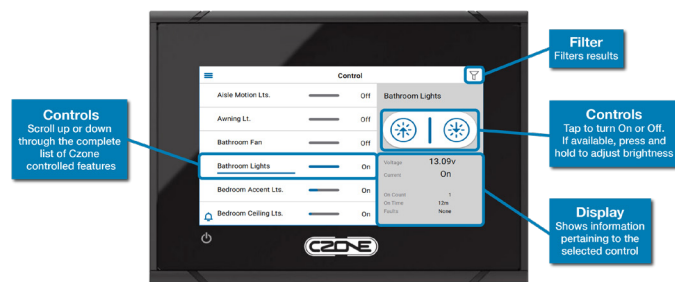 Filter
Filters results
Control
Aisle Motion Lts.
Off
Bathroom Lights
Awning Lt.
Off
Controls
Scroll up or down
through the complete
list of Czone
controlled features
Controls
Tap to turn On or Off.
If available, press and
hold to adjust brightness
Bathroom Fan
Off
Bathroom Lights
On
Voltage
13.09v
Current
On
Bedroom Accent Lts.
On
On Count
1
On Time
12m
Faults
None
Bedroom Ceiling Lts.
On
Display
Shows information
pertaining to the
selected control
CZONE